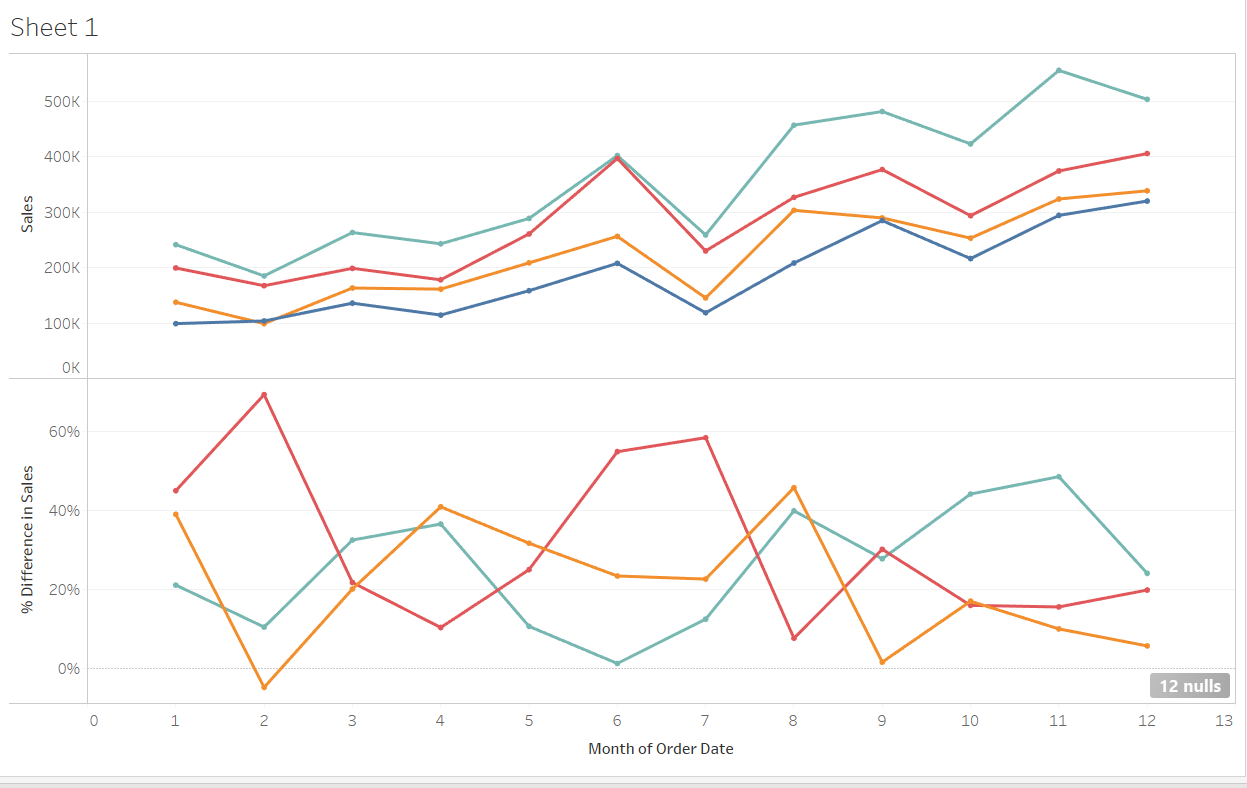 Sheet 1
500K
400K
300K
200K
100K
0K
Sales
60%
40%
20%
0%
% Difference in Sales
12 nulls
0 1 2 3 4 5 6 7 8 9 10 11 12 13
Month of Order Date